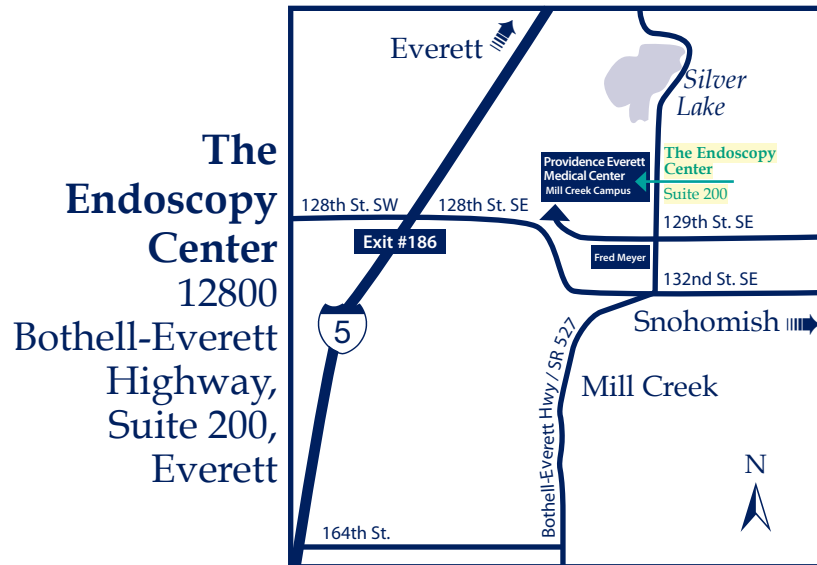 The
Endoscopy
Center
12800
Bothell-Everett
Highway,
Suite 200,
Everett
Everett
Silver
Lake
Providence Everett
Medical Center
Mill Creek Campus
The Endoscopy
Center
Suite 200
128th St. SW
128th St. SE
129th St. SE
Exit #186
Fred Meyer
132nd St. SE
5
Snohomish
Bothell-Everett Hwy / SR 527
Mill Creek
N
164th St.